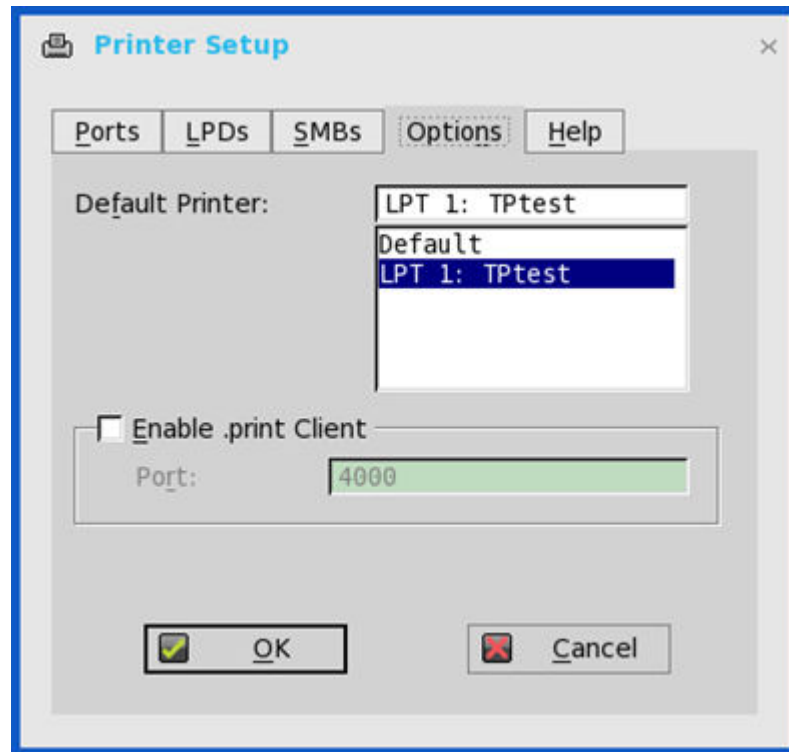 Printer Setup
Ports LPDs SMBs Options Help
Default Printer: LPT 1: TPtest
Default
LPT 1: TPtest
Enable .print Client
Port: 4000
OK Cancel